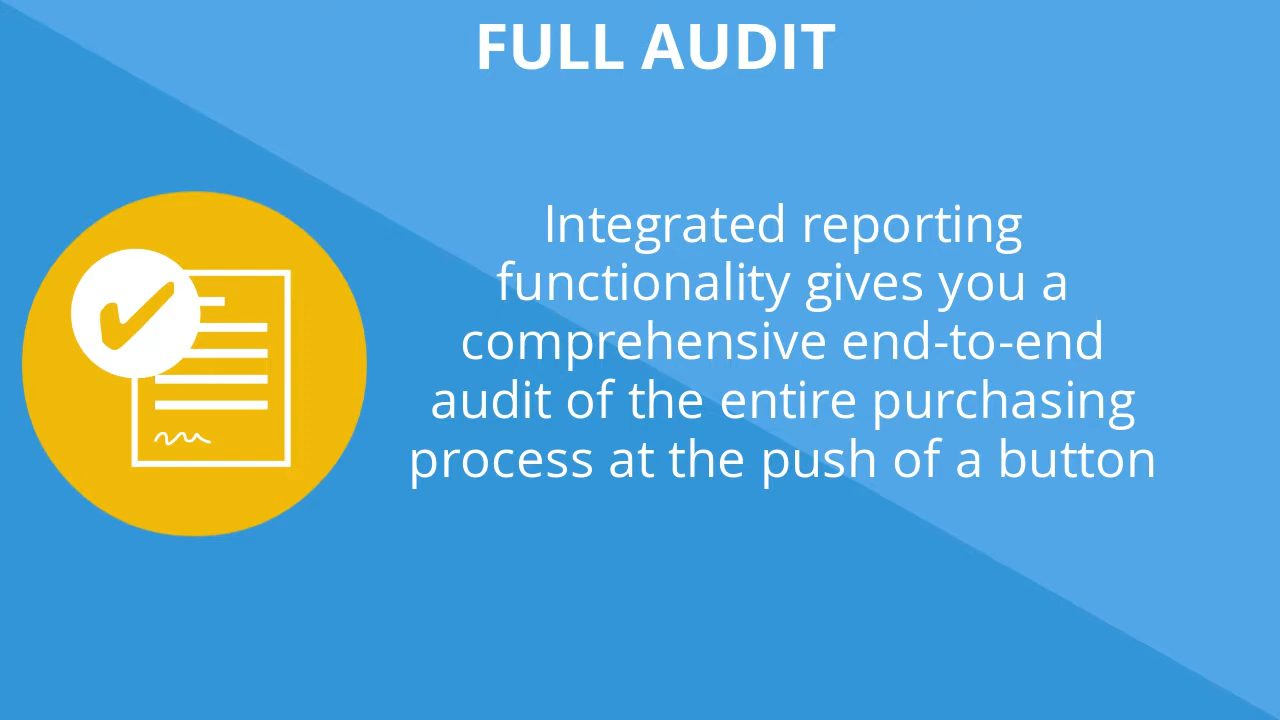 FULL AUDIT
Integrated reporting
functionality gives you a
comprehensive end-to-end
audit of the entire purchasing
process at the push of a button